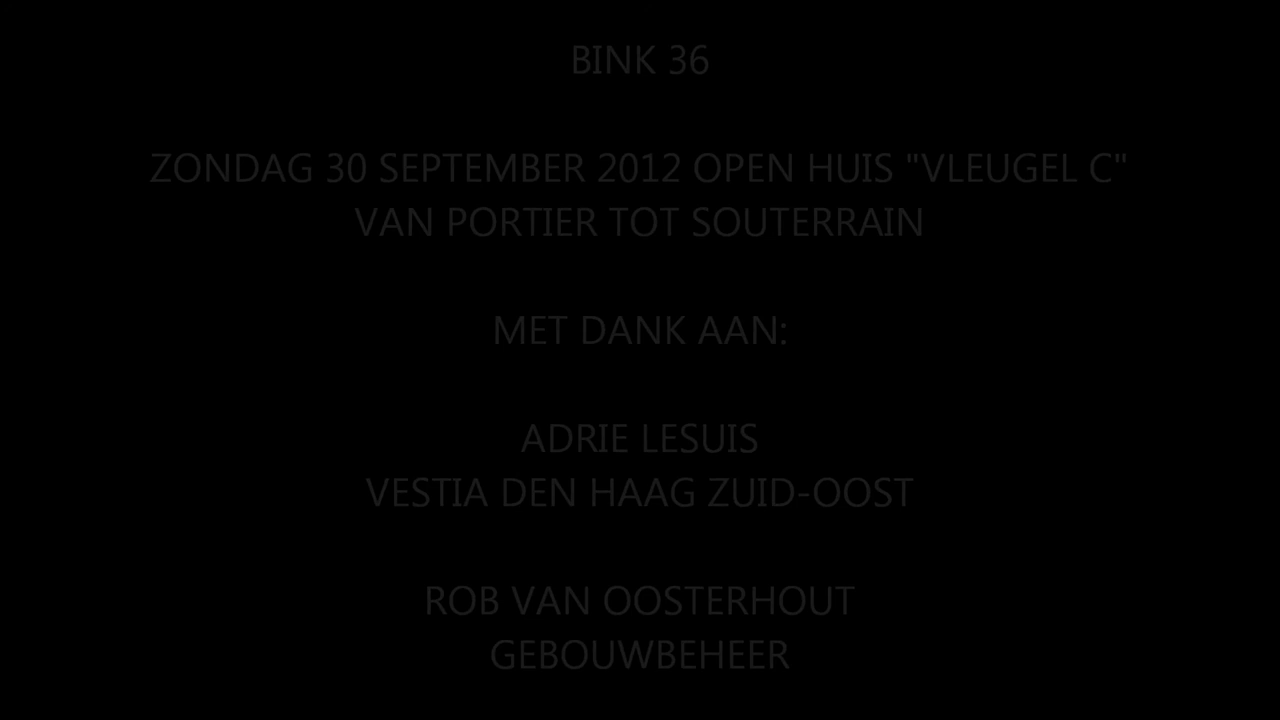 BINK 36
ZONDAG 30 SEPTEMBER 2012 OPEN HUIS "VLEUGEL C"
VAN PORTIER TOT SOUTERRAIN
MET DANK AAN:
ADRIE LESUIS
VESTIA DEN HAAG ZUID-OOST
ROB VAN OOSTERHOUT
GEBOUWBEHEER